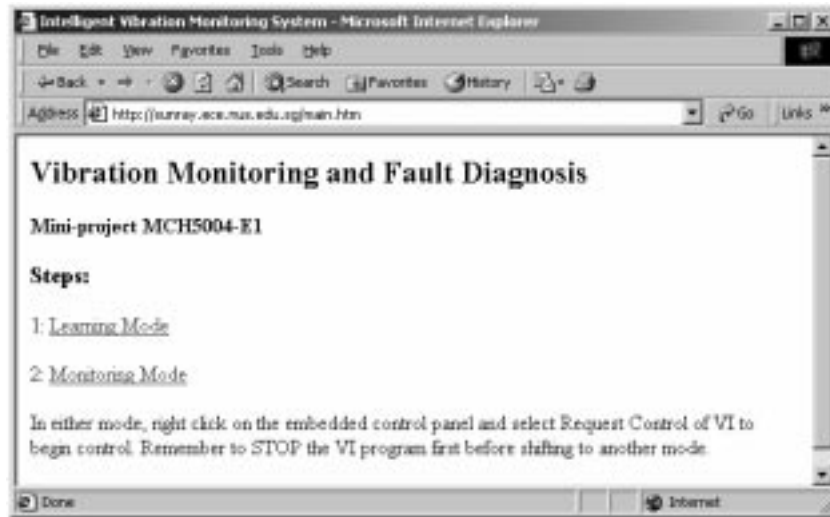 Intelligent Vibration Monitoring System - Microsoft Internet Explorer
File Edit View Favorites Tools Help
Back Search Favorites History
Address http://sunray.ece.nus.edu.sg/main.htm Go Links »
Vibration Monitoring and Fault Diagnosis
Mini-project MCH5004-E1
Steps:
1: Learning Mode
2: Monitoring Mode
In either mode, right click on the embedded control panel and select Request Control of VI to
begin control. Remember to STOP the VI program first before shifting to another mode.
Done Internet